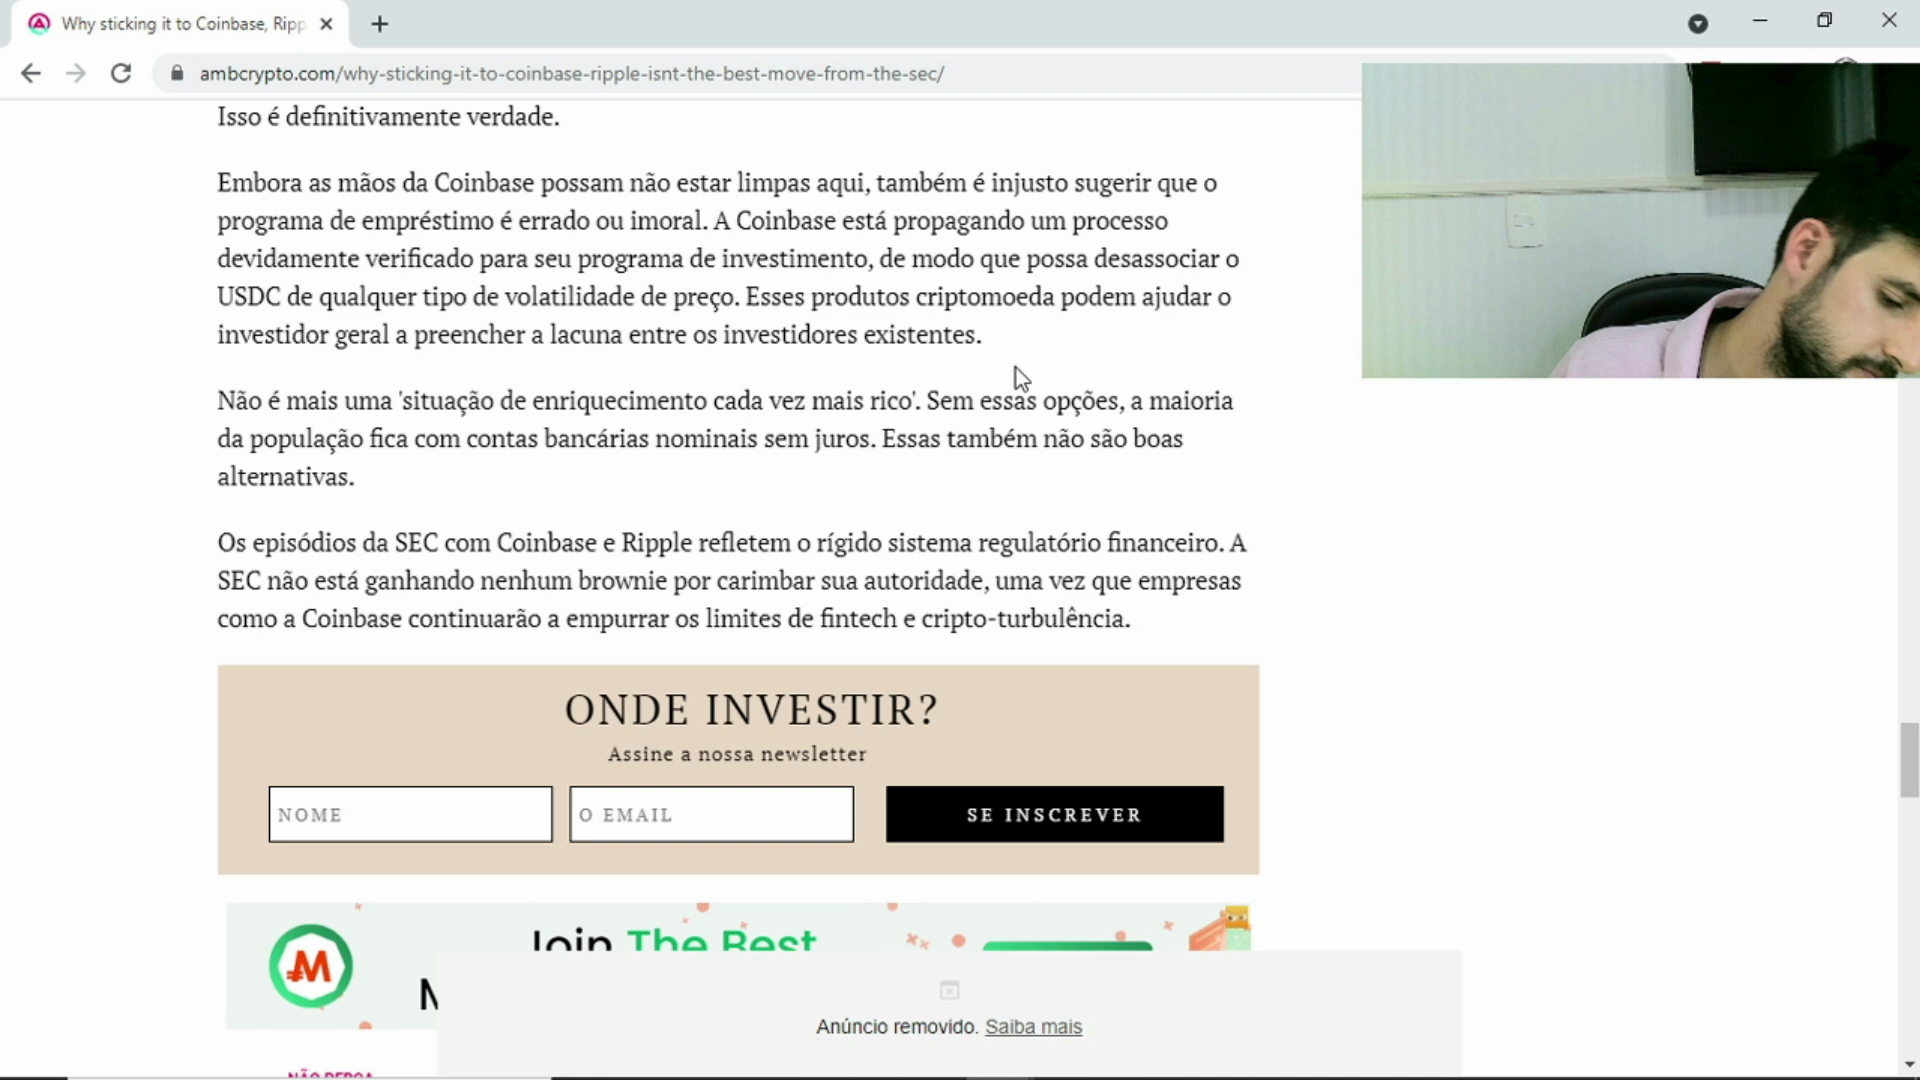 Why sticking it to Coinbase, Ripp
ambcrypto.com/why-sticking-it-to-coinbase-ripple-isnt-the-best-move-from-the-sec/
Isso é definitivamente verdade.
Embora as mãos da Coinbase possam não estar limpas aqui, também é injusto sugerir que o
programa de empréstimo é errado ou imoral. A Coinbase está propagando um processo
devidamente verificado para seu programa de investimento, de modo que possa desassociar o
USDC de qualquer tipo de volatilidade de preço. Esses produtos criptomoeda podem ajudar o
investidor geral a preencher a lacuna entre os investidores existentes.
Não é mais uma 'situação de enriquecimento cada vez mais rico'. Sem essas opções, a maioria
da população fica com contas bancárias nominais sem juros. Essas também não são boas
alternativas.
Os episódios da SEC com Coinbase e Ripple refletem o rígido sistema regulatório financeiro. A
SEC não está ganhando nenhum brownie por carimbar sua autoridade, uma vez que empresas
como a Coinbase continuarão a empurrar os limites de fintech e cripto-turbulência.
ONDE INVESTIR?
Assine a nossa newsletter
NOME
O EMAIL
SE INSCREVER
Join The Best
M
Anúncio removido. Saiba mais
NÃO PERCA